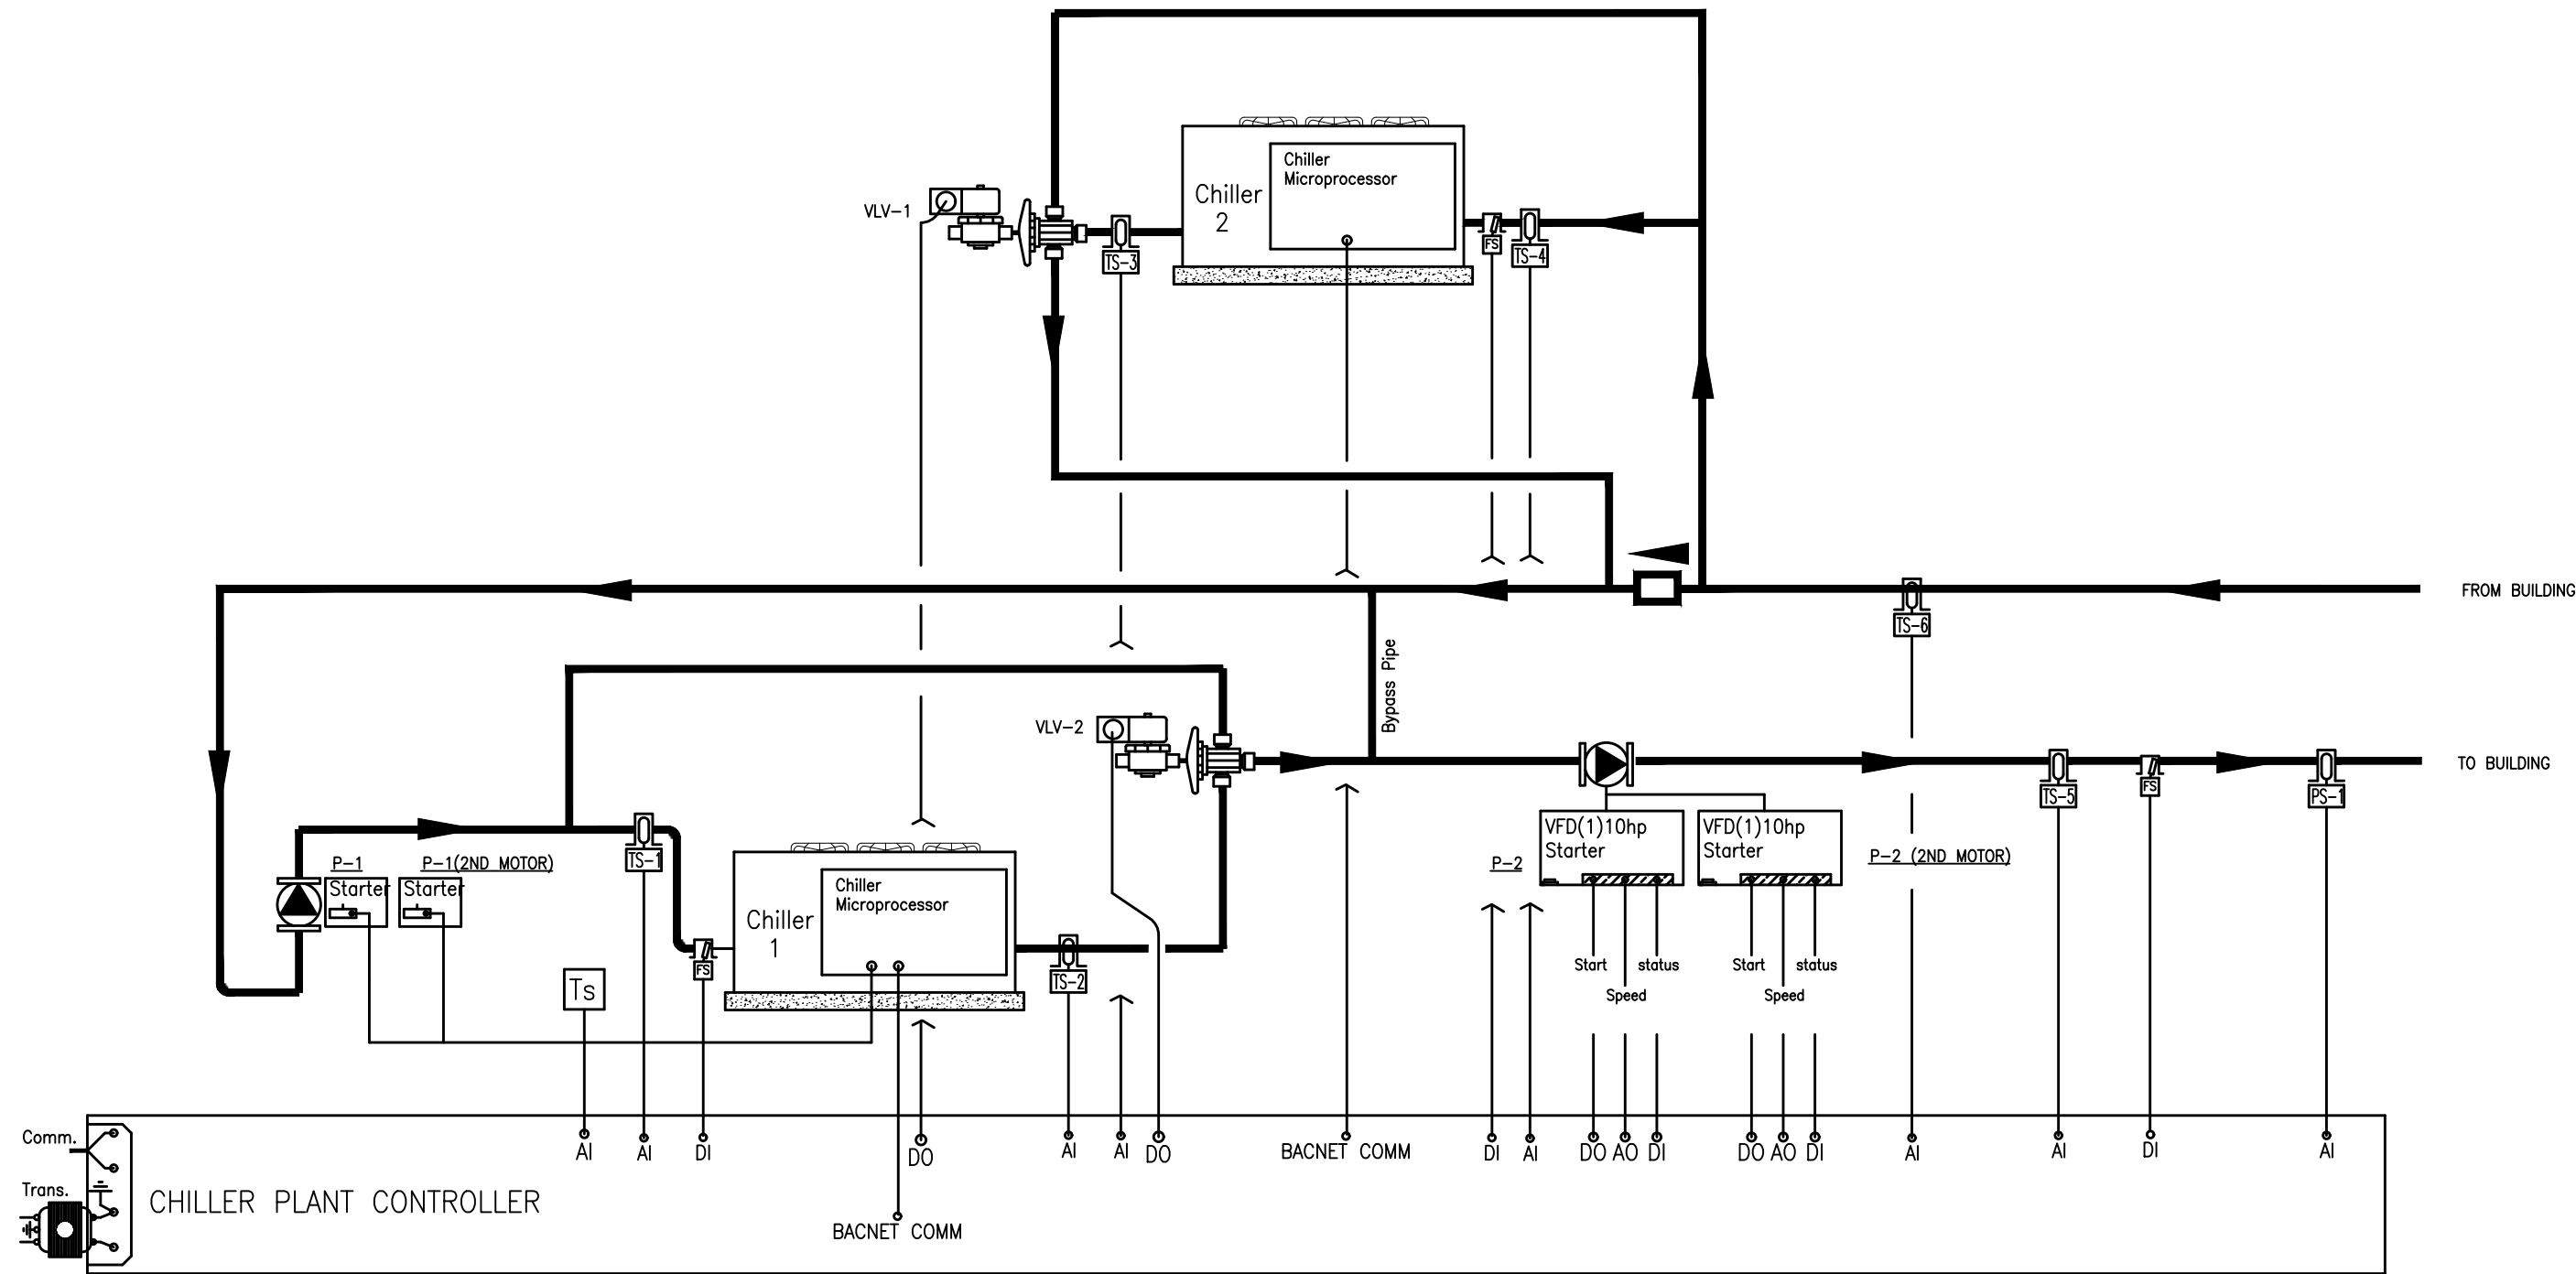 Chiller
Microprocessor
Chiller
2
VLV-1
TS-3
FS
TS-4
FROM BUILDING
TS-6
Bypass Pipe
VLV-2
TO BUILDING
TS-5
FS
PS-1
VFD(1)10hp
Starter
VFD(1)10hp
Starter
P-2
P-2 (2ND MOTOR)
P-1
P-1(2ND MOTOR)
Starter
Starter
TS-1
Chiller
Microprocessor
Chiller
1
FS
TS-2
Ts
Start
status
Speed
Start
status
Speed
Comm.
Trans.
CHILLER PLANT CONTROLLER
AI
AI
DI
DO
BACNET COMM
AI
AI
DO
BACNET COMM
DI
AI
DO
AO
DI
DO
AO
DI
AI
AI
DI
AI